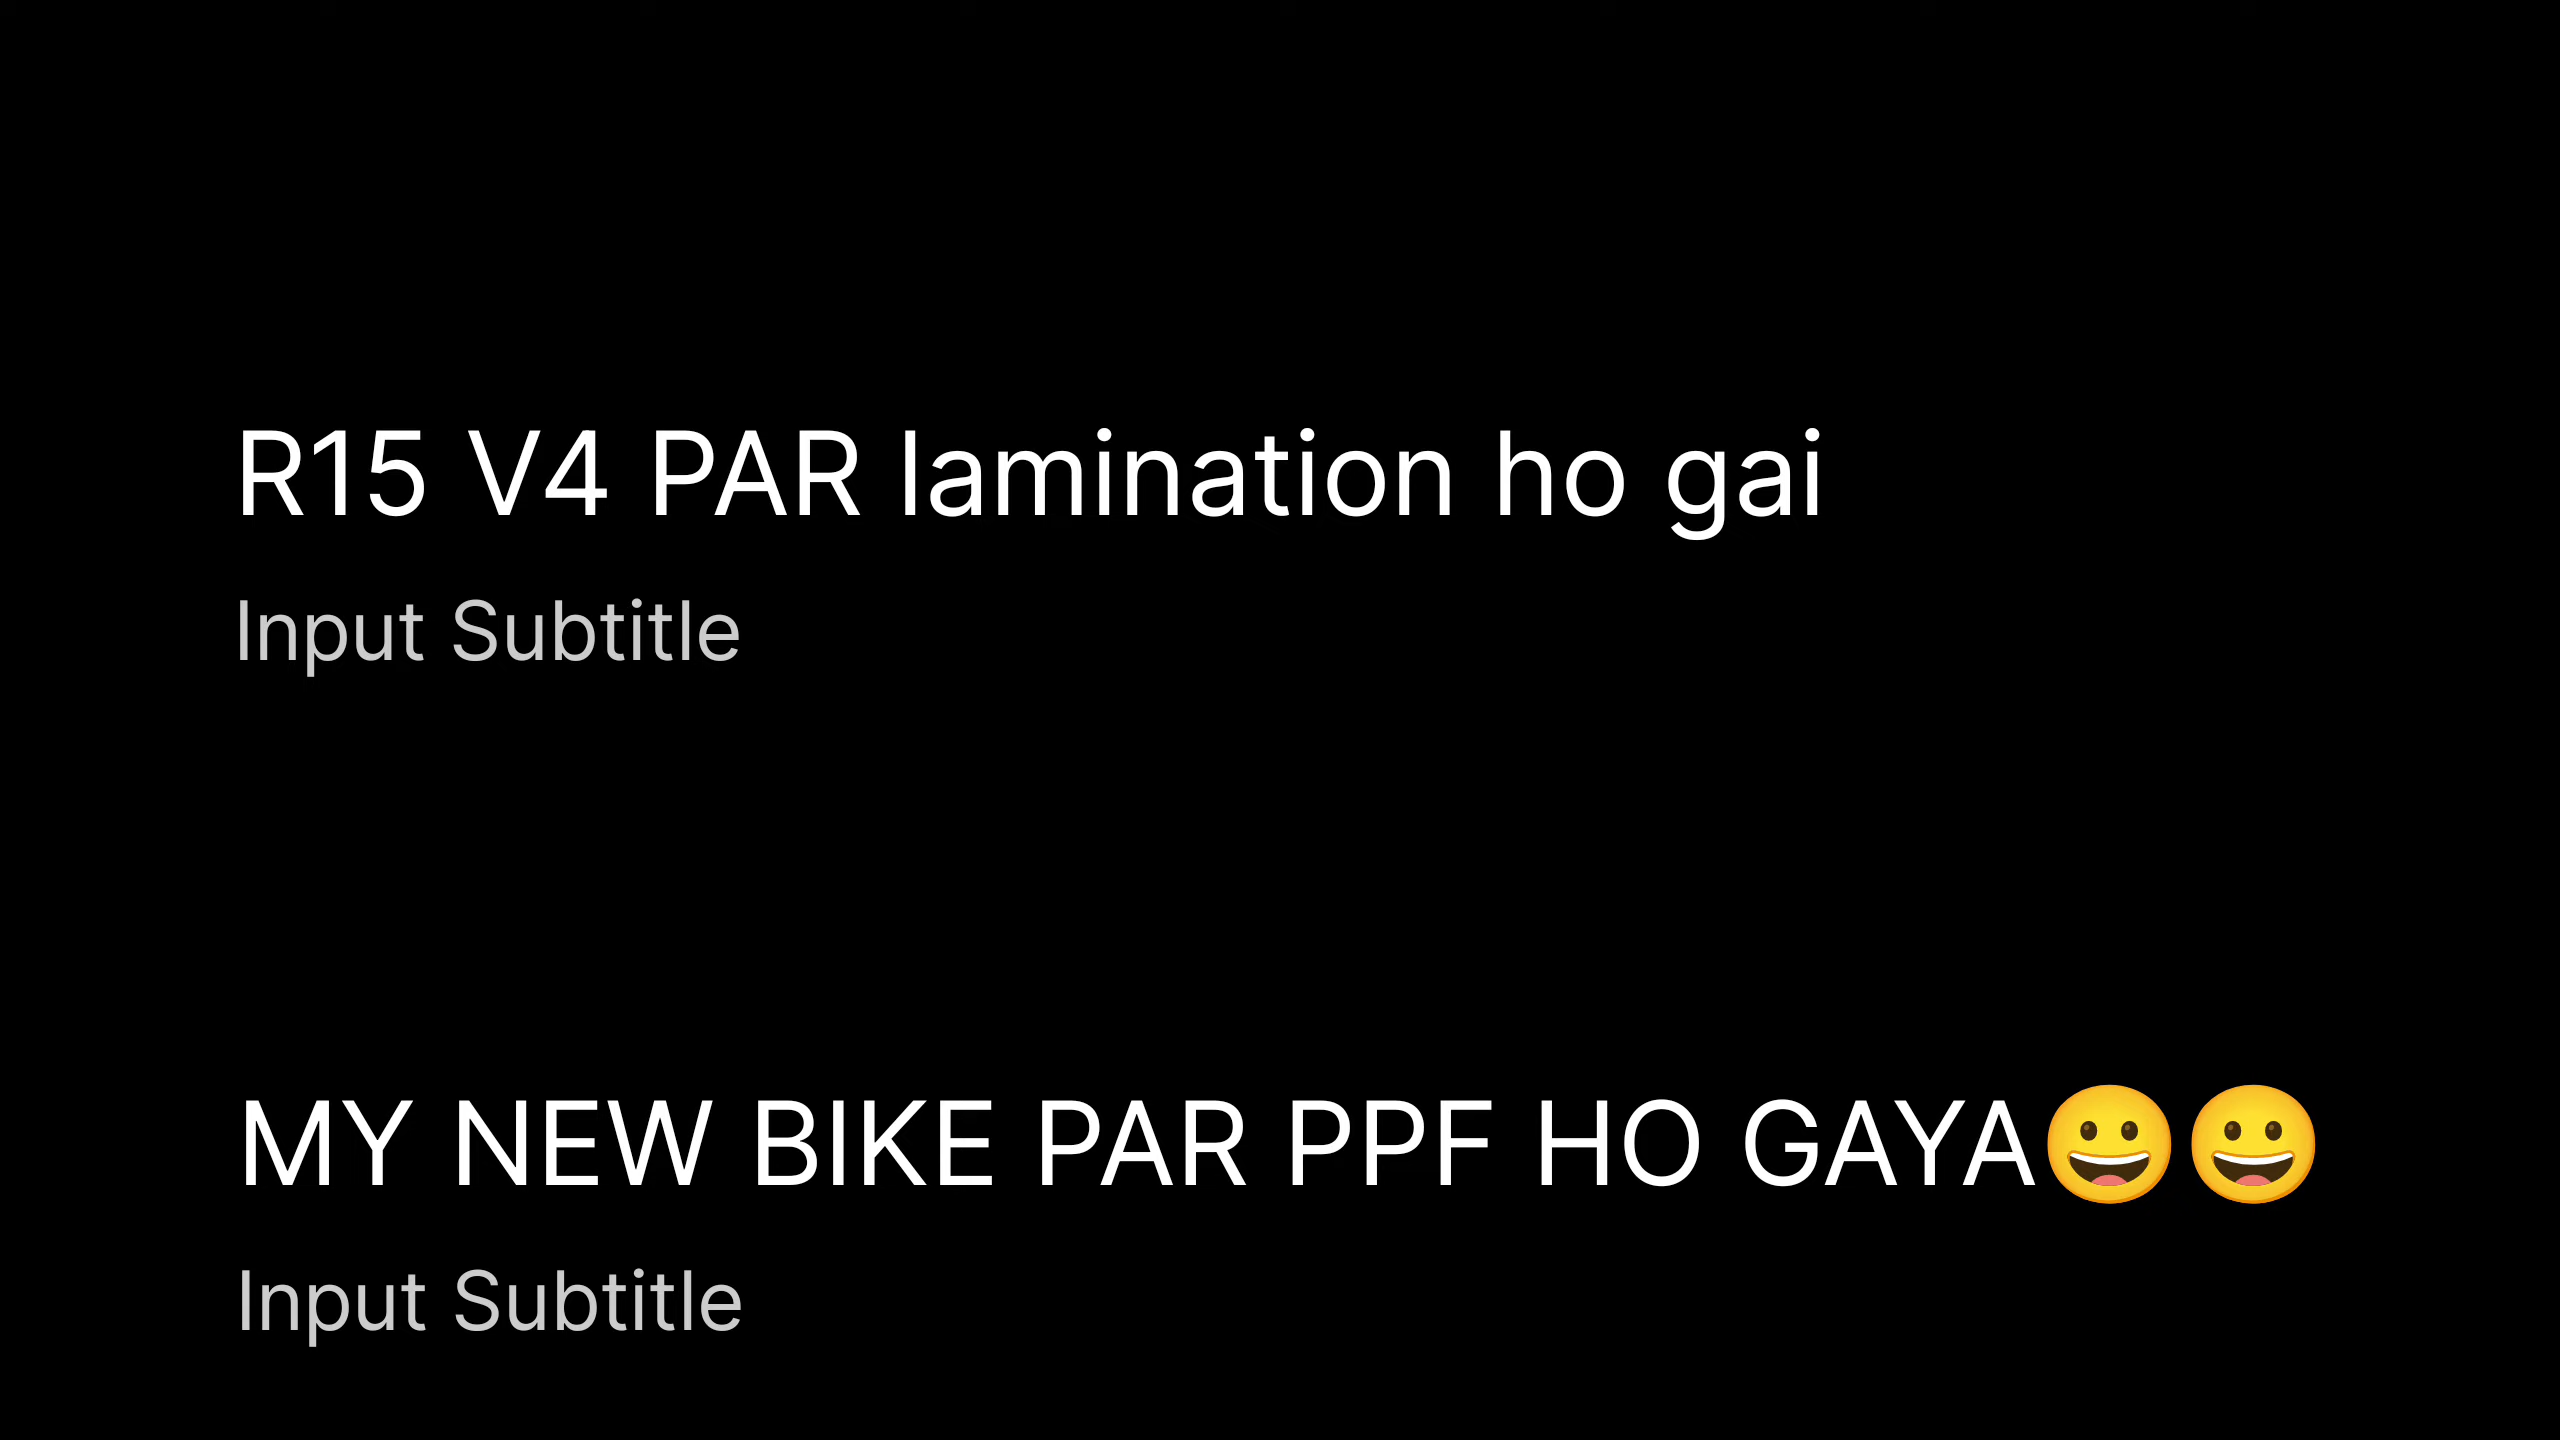 R15 V4 PAR lamination ho gai
Input Subtitle
MY NEW BIKE PAR PPF HO GAYA😀😀
Input Subtitle